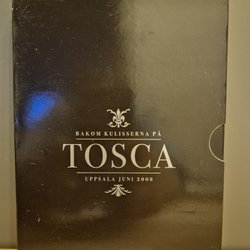 BAKOM KULISSERNA PÅ
TOSCA
UPPSALA JUNI 2008